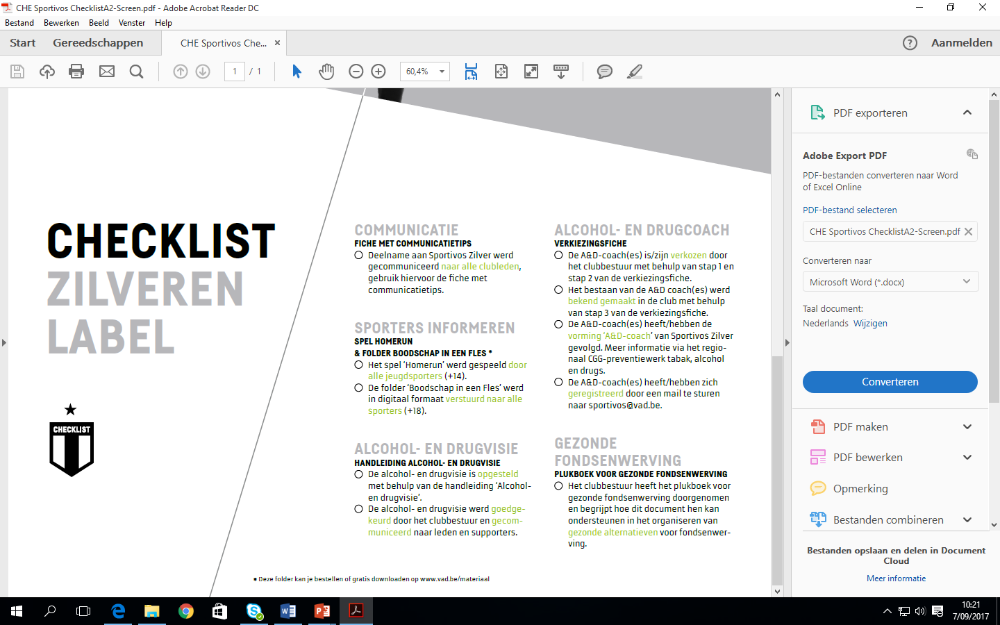 CHE Sportivos ChecklistA2-Screen.pdf - Adobe Acrobat Reader DC
Bestand Bewerken Beeld Venster Help
Start Gereedschappen CHE Sportivos Che... × Aanmelden
1 / 1 60,4%
CHECKLIST
ZILVEREN
LABEL
CHECKLIST
COMMUNICATIE
FICHE MET COMMUNICATIETIPS
Deelname aan Sportivos Zilver werd
gecommuniceerd naar alle clubleden,
gebruik hiervoor de fiche met
communicatietips.
SPORTERS INFORMEREN
SPEL HOMERUN
& FOLDER BOODSCHAP IN EEN FLES *
Het spel ‘Homerun’ werd gespeeld door
alle jeugdsporters (+14).
De folder ‘Boodschap in een Fles’ werd
in digitaal formaat verstuurd naar alle
sporters (+18).
ALCOHOL- EN DRUGVISIE
HANDLEIDING ALCOHOL- EN DRUGVISIE
De alcohol- en drugvisie is opgesteld
met behulp van de handleiding ‘Alcohol-
en drugvisie’.
De alcohol- en drugvisie werd goedge-
keurd door het clubbestuur en gecom-
municeerd naar leden en supporters.
ALCOHOL- EN DRUGCOACH
VERKIEZINGSFICHE
De A&D-coach(es) is/zijn verkozen door
het clubbestuur met behulp van stap 1 en
stap 2 van de verkiezingsfiche.
Het bestaan van de A&D coach(es) werd
bekend gemaakt in de club met behulp
van stap 3 van de verkiezingsfiche.
De A&D-coach(es) heeft/hebben de
vorming ‘A&D-coach’ van Sportivos Zilver
gevolgd. Meer informatie via het regio-
naal CGG-preventiewerk tabak, alcohol
en drugs.
De A&D-coach(es) heeft/hebben zich
geregistreerd door een mail te sturen
naar sportivos@vad.be.
GEZONDE
FONDSENWERVING
PLUKBOEK VOOR GEZONDE FONDSENWERVING
Het clubbestuur heeft het plukboek voor
gezonde fondsenwerving doorgenomen
en begrijpt hoe dit document hen kan
ondersteunen in het organiseren van
gezonde alternatieven voor fondsenwer-
ving.
* Deze folder kan je bestellen of gratis downloaden op www.vad.be/materiaal
PDF exporteren
Adobe Export PDF
PDF-bestanden converteren naar Word
of Excel Online
PDF-bestand selecteren
CHE Sportivos ChecklistA2-Screen.pdf
Converteren naar
Microsoft Word (*.docx)
Taal document:
Nederlands Wijzigen
Converteren
PDF maken
PDF bewerken
Opmerking
Bestanden combineren
Bestanden opslaan en delen in Document
Cloud
Meer informatie
10:21
7/09/2017